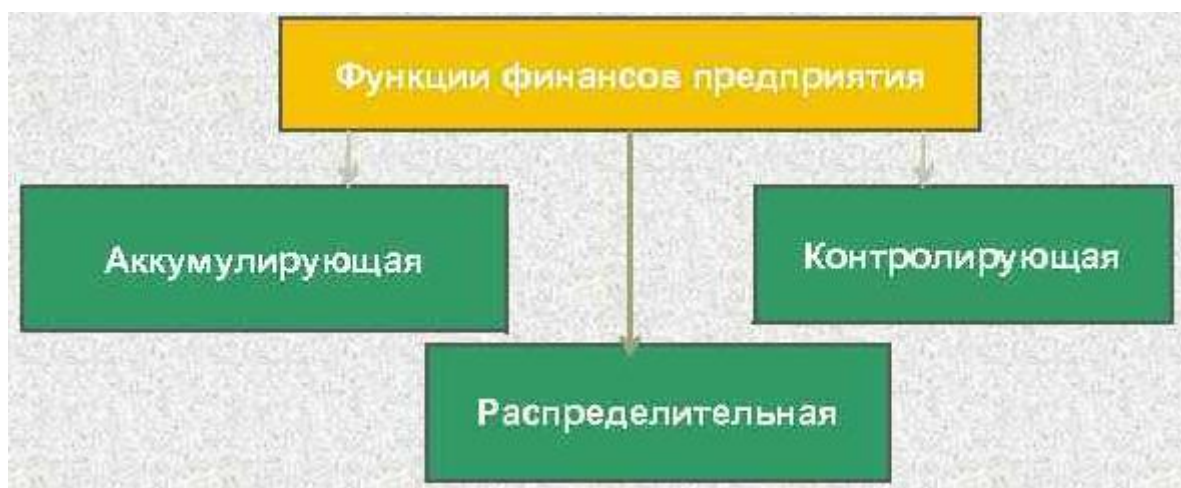 Функции финансов предприятия
Аккумулирующая
Контролирующая
Распределительная